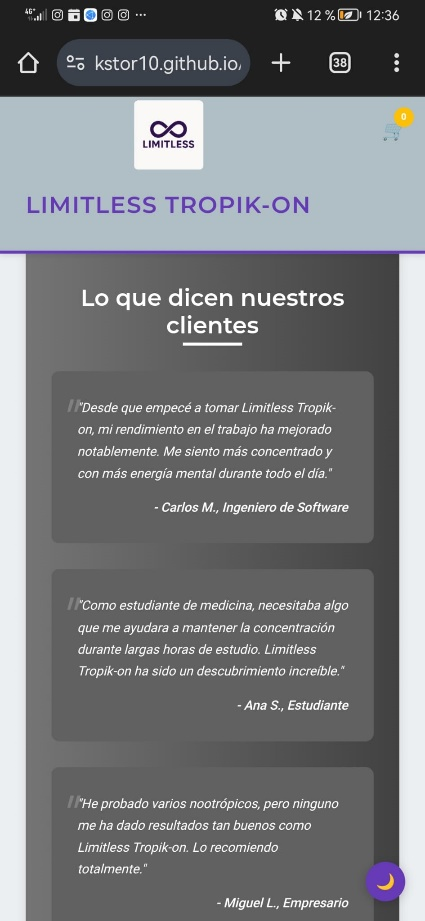 4G+
12 %
12:36
kstor10.github.io/
38
LIMITLESS
0
LIMITLESS TROPIK-ON
Lo que dicen nuestros
clientes
"Desde que empecé a tomar Limitless Tropik-
on, mi rendimiento en el trabajo ha mejorado
notablemente. Me siento más concentrado y
con más energía mental durante todo el día."
- Carlos M., Ingeniero de Software
"Como estudiante de medicina, necesitaba algo
que me ayudara a mantener la concentración
durante largas horas de estudio. Limitless
Tropik-on ha sido un descubrimiento increíble."
- Ana S., Estudiante
"He probado varios nootrópicos, pero ninguno
me ha dado resultados tan buenos como
Limitless Tropik-on. Lo recomiendo
totalmente."
- Miguel L., Empresario